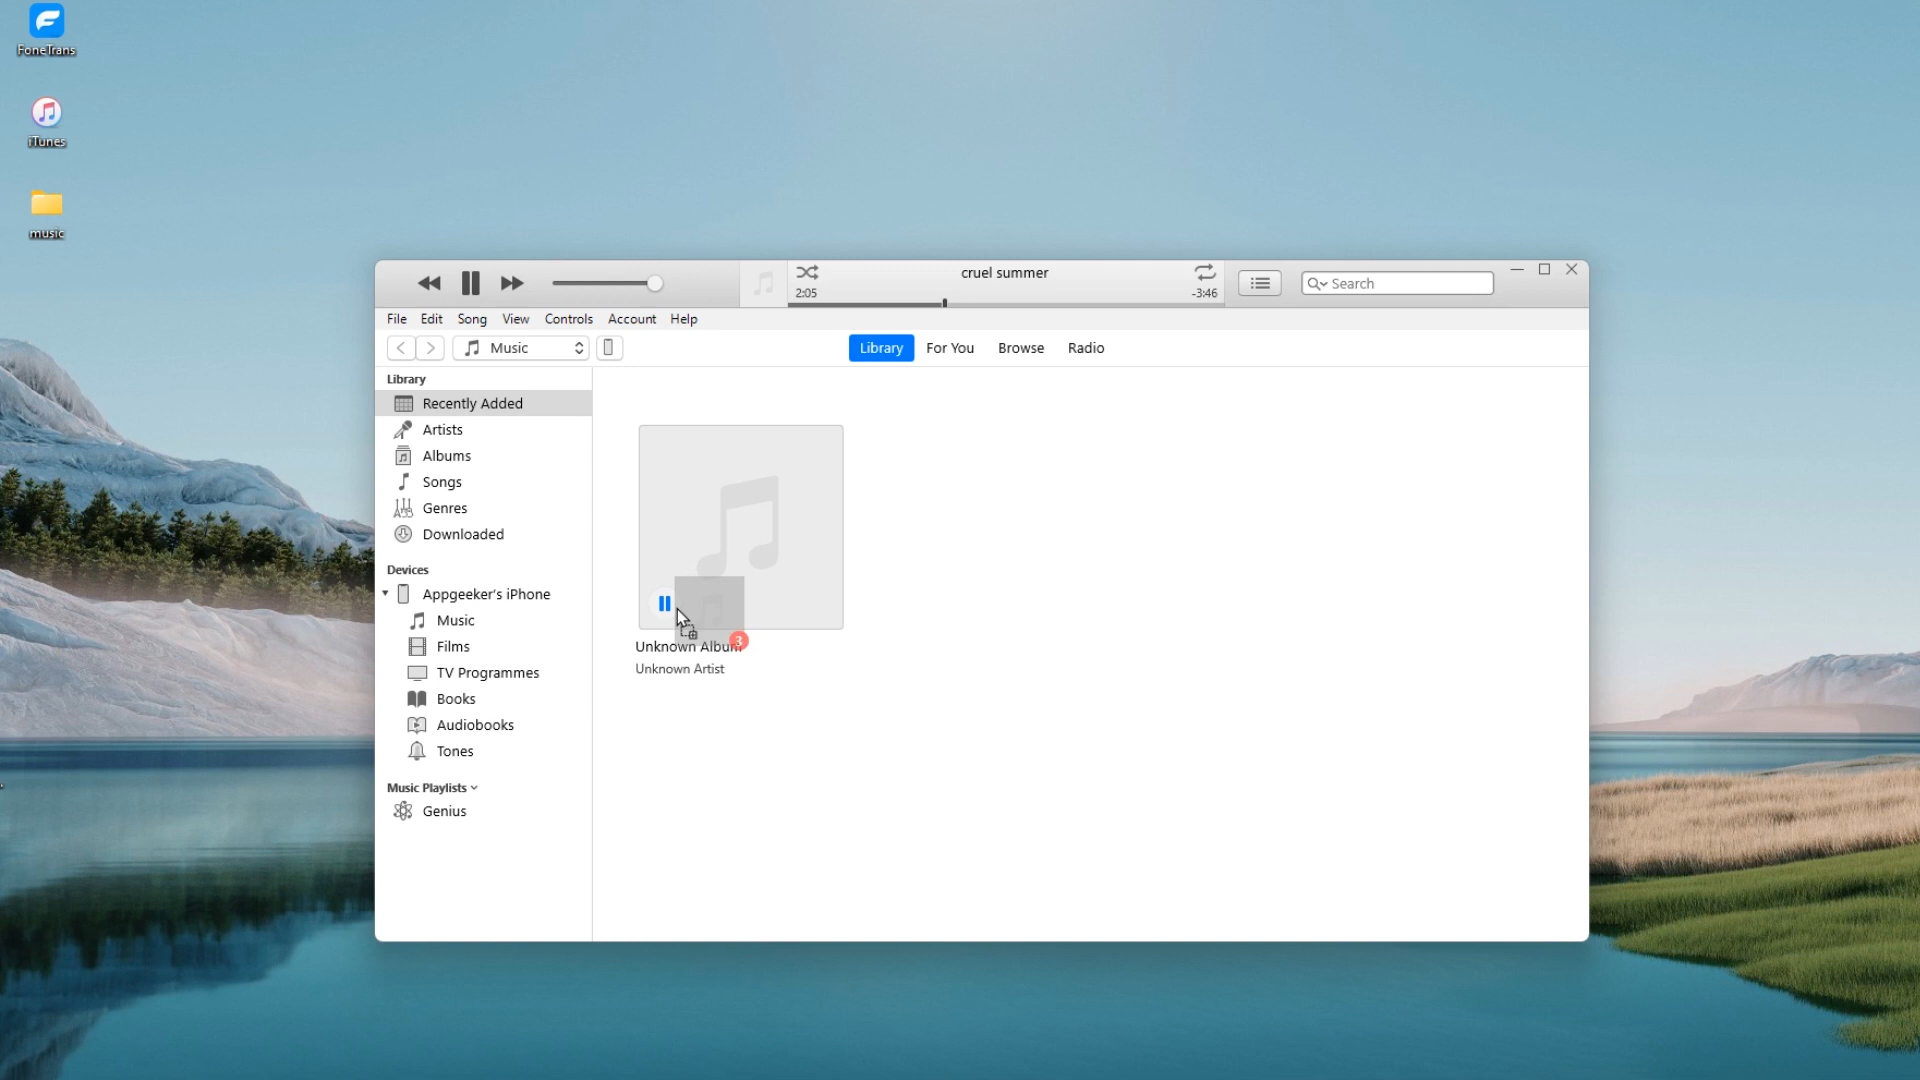 FoneTrans
iTunes
music
cruel summer
2:05
-3:46
Search
File Edit Song View Controls Account Help
Music
Library For You Browse Radio
Library
Recently Added
Artists
Albums
Songs
Genres
Downloaded
Devices
Appgeeker's iPhone
Music
Films
TV Programmes
Books
Audiobooks
Tones
Music Playlists
Genius
3
Unknown Album
Unknown Artist